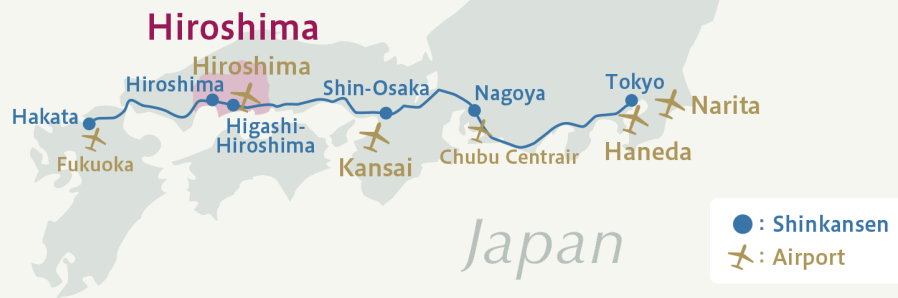 Hiroshima
Hiroshima
Hiroshima
Shin-Osaka
Tokyo
Nagoya
Narita
Hakata
Higashi-
Hiroshima
Fukuoka
Kansai
Chubu Centrair
Haneda
Japan
: Shinkansen
: Airport